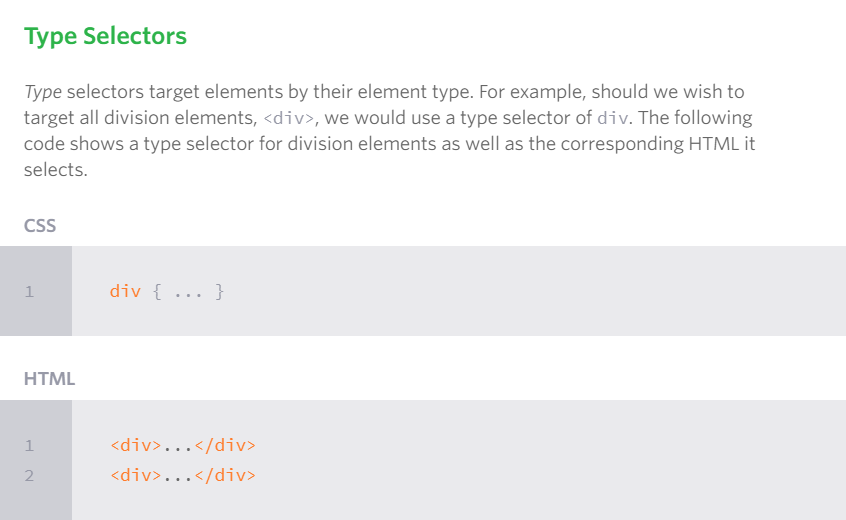 Type Selectors
Type selectors target elements by their element type. For example, should we wish to
target all division elements, <div>, we would use a type selector of div. The following
code shows a type selector for division elements as well as the corresponding HTML it
selects.
CSS
1 div { ... }
HTML
1 <div>...</div>
2 <div>...</div>